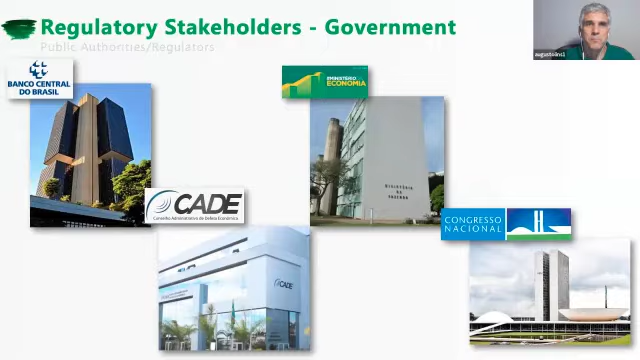 Regulatory Stakeholders - Government
Public Authorities/Regulators
BANCO CENTRAL
DO BRASIL
MINISTÉRIO
ECONOMIA
MINISTÉRIO
DA
FAZENDA
CADE
Conselho Administrativo de Defesa Econômica
CADE
CONGRESSO
NACIONAL